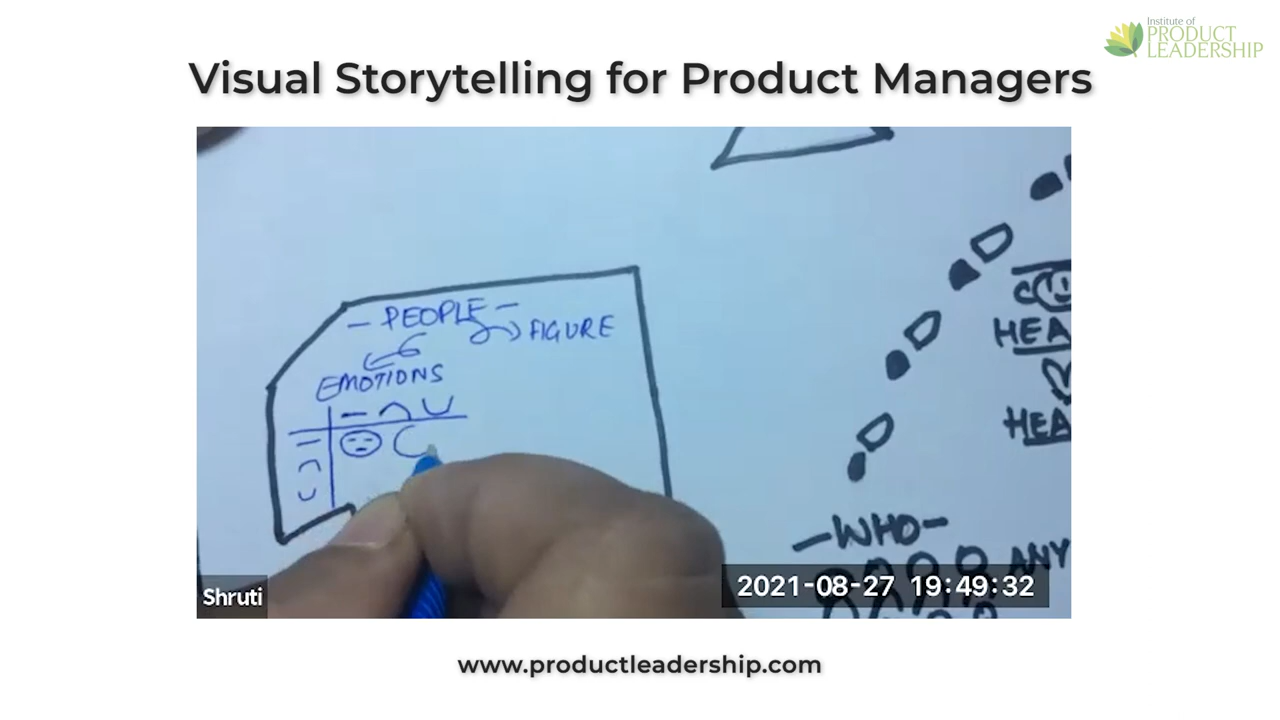 Institute of
PRODUCT
LEADERSHIP
Visual Storytelling for Product Managers
- PEOPLE -
FIGURE
EMOTIONS
HEA
HEA
-WHO-
ANY
Shruti
2021-08-27 19:49:32
www.productleadership.com